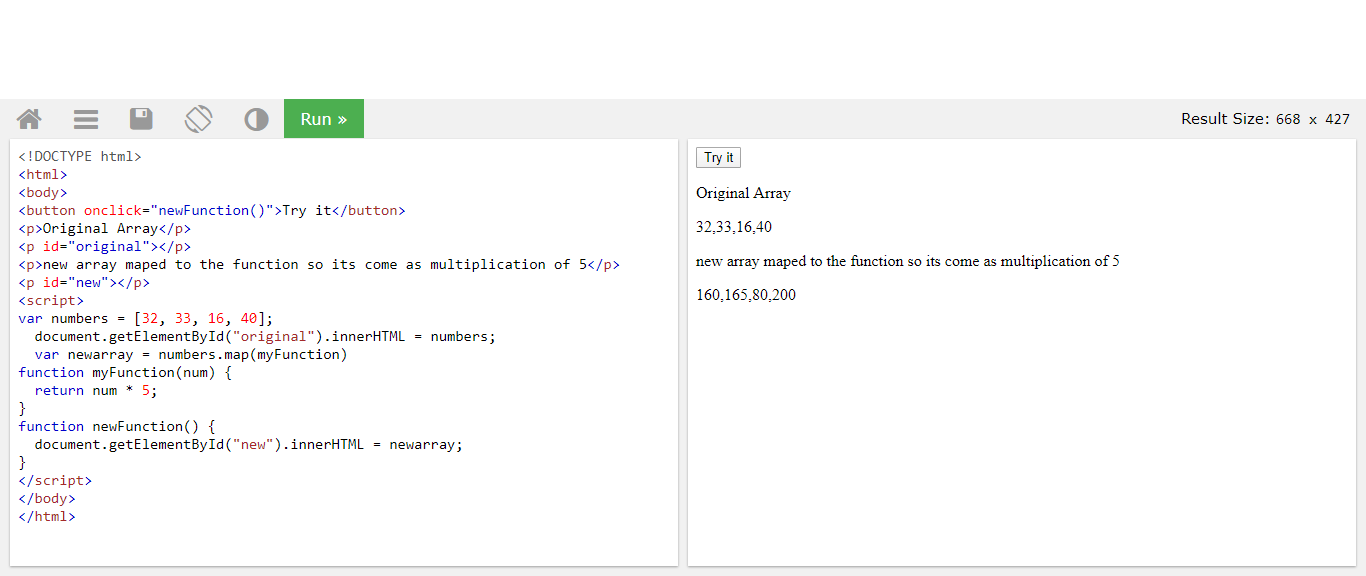 Run »
Result Size: 668 x 427
<!DOCTYPE html>
<html>
<body>
<button onclick="newFunction()">Try it</button>
<p>Original Array</p>
<p id="original"></p>
<p>new array maped to the function so its come as multiplication of 5</p>
<p id="new"></p>
<script>
var numbers = [32, 33, 16, 40];
  document.getElementById("original").innerHTML = numbers;
  var newarray = numbers.map(myFunction)
function myFunction(num) {
  return num * 5;
}
function newFunction() {
  document.getElementById("new").innerHTML = newarray;
}
</script>
</body>
</html>
Try it
Original Array
32,33,16,40
new array maped to the function so its come as multiplication of 5
160,165,80,200